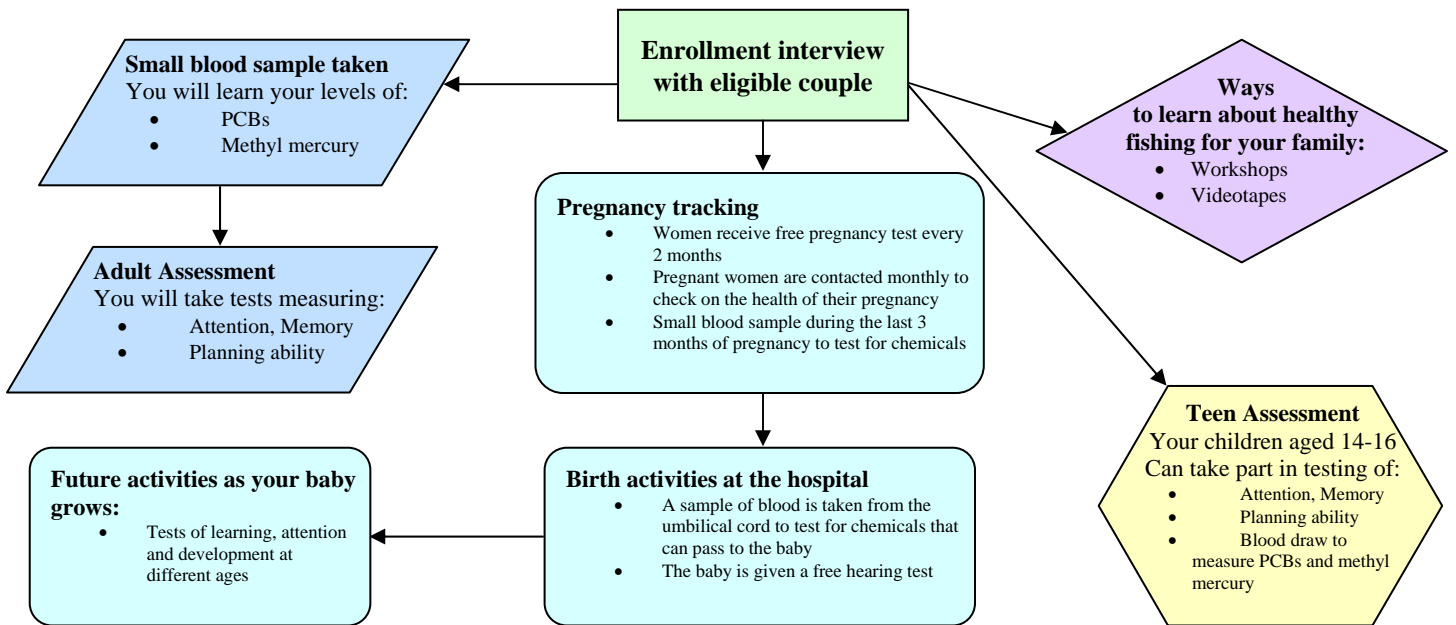 Enrollment interview
with eligible couple
Small blood sample taken
You will learn your levels of:
• PCBs
• Methyl mercury
Adult Assessment
You will take tests measuring:
• Attention, Memory
• Planning ability
Pregnancy tracking
• Women receive free pregnancy test every
2 months
• Pregnant women are contacted monthly to
check on the health of their pregnancy
• Small blood sample during the last 3
months of pregnancy to test for chemicals
Birth activities at the hospital
• A sample of blood is taken from the
umbilical cord to test for chemicals that
can pass to the baby
• The baby is given a free hearing test
Future activities as your baby
grows:
• Tests of learning, attention
and development at
different ages
Ways
to learn about healthy
fishing for your family:
• Workshops
• Videotapes
Teen Assessment
Your children aged 14-16
Can take part in testing of:
• Attention, Memory
• Planning ability
• Blood draw to
measure PCBs and methyl
mercury